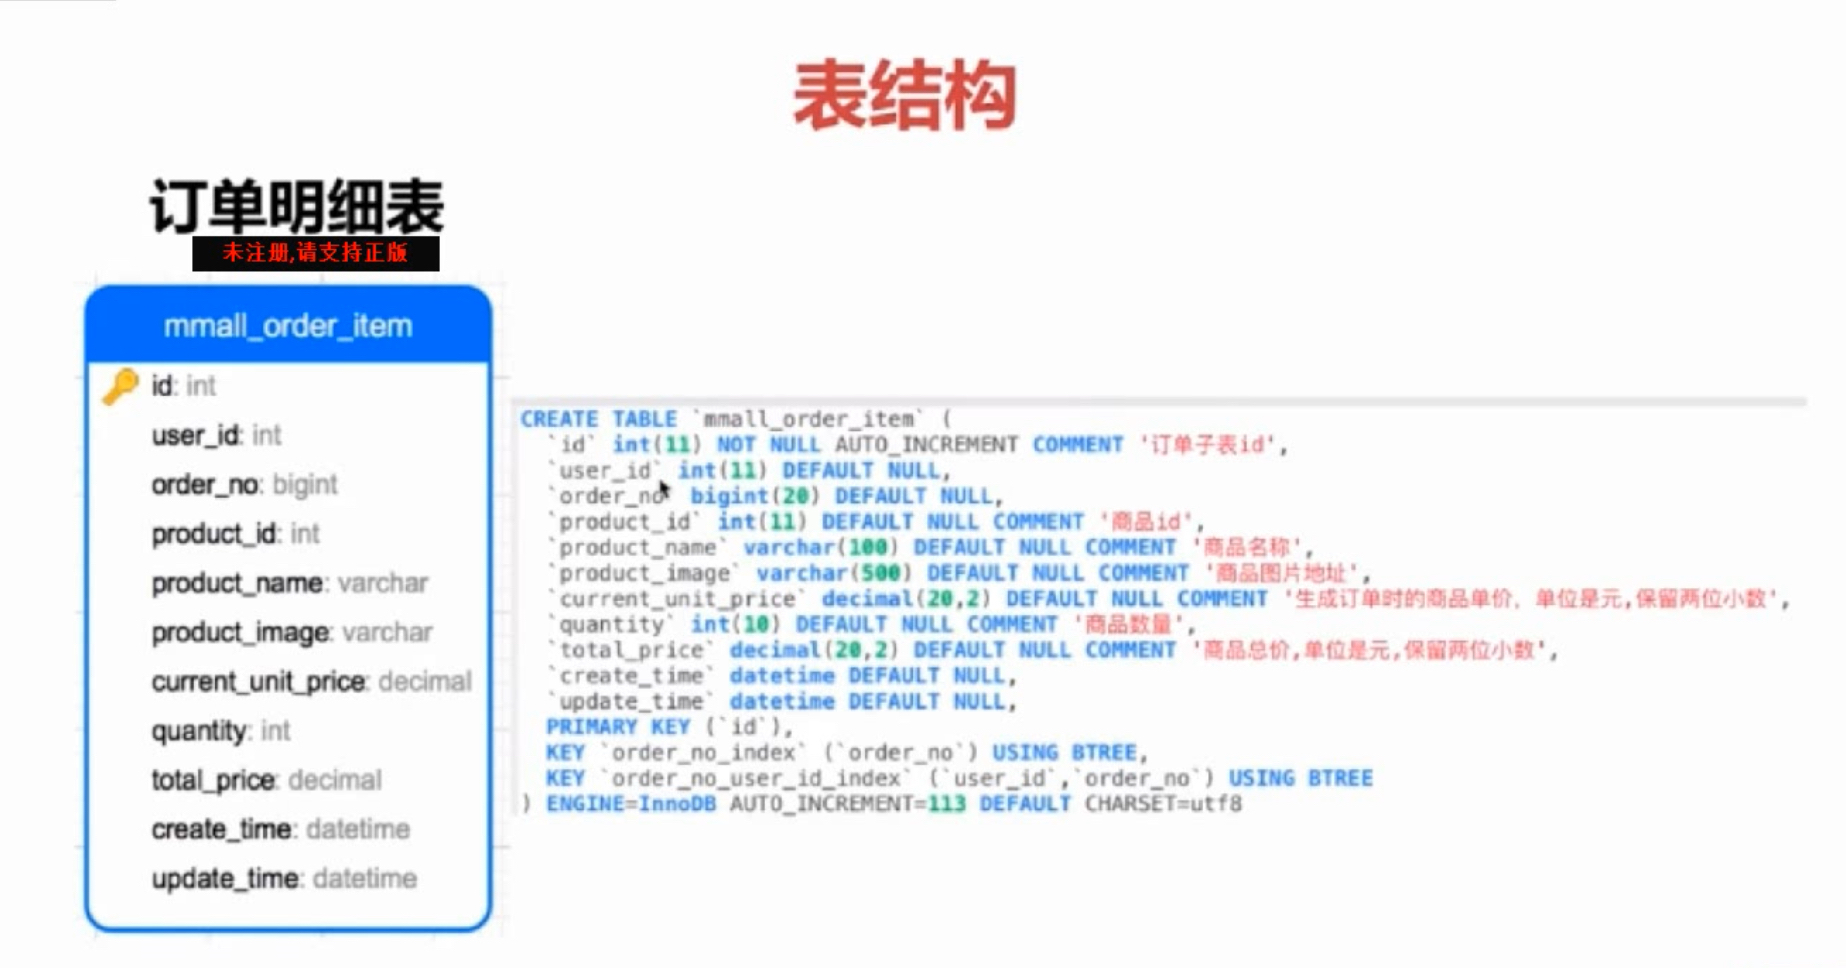 表结构
订单明细表
未注册,请支持正版
mmall_order_item
id: int
user_id: int
order_no: bigint
product_id: int
product_name: varchar
product_image: varchar
current_unit_price: decimal
quantity: int
total_price: decimal
create_time: datetime
update_time: datetime
CREATE TABLE `mmall_order_item` (
`id` int(11) NOT NULL AUTO_INCREMENT COMMENT '订单子表id',
`user_id` int(11) DEFAULT NULL,
`order_no` bigint(20) DEFAULT NULL,
`product_id` int(11) DEFAULT NULL COMMENT '商品id',
`product_name` varchar(100) DEFAULT NULL COMMENT '商品名称',
`product_image` varchar(500) DEFAULT NULL COMMENT '商品图片地址',
`current_unit_price` decimal(20,2) DEFAULT NULL COMMENT '生成订单时的商品单价，单位是元,保留两位小数',
`quantity` int(10) DEFAULT NULL COMMENT '商品数量',
`total_price` decimal(20,2) DEFAULT NULL COMMENT '商品总价,单位是元,保留两位小数',
`create_time` datetime DEFAULT NULL,
`update_time` datetime DEFAULT NULL,
PRIMARY KEY (`id`),
KEY `order_no_index` (`order_no`) USING BTREE,
KEY `order_no_user_id_index` (`user_id`,`order_no`) USING BTREE
) ENGINE=InnoDB AUTO_INCREMENT=113 DEFAULT CHARSET=utf8